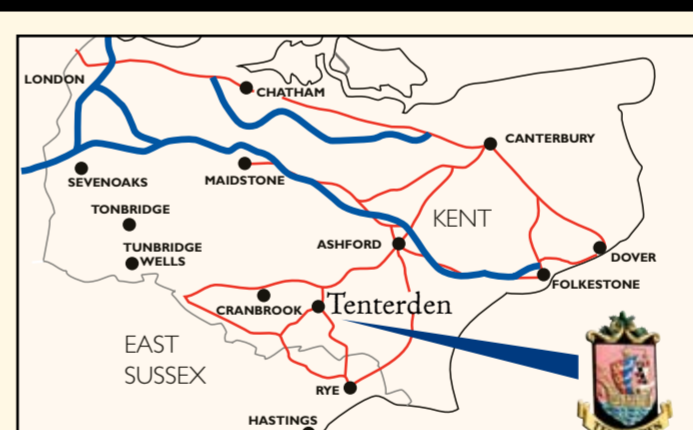 LONDON
CHATHAM
CANTERBURY
SEVENOAKS
MAIDSTONE
TONBRIDGE
KENT
TUNBRIDGE
WELLS
ASHFORD
DOVER
FOLKESTONE
CRANBROOK
Tenterden
EAST
SUSSEX
RYE
HASTINGS